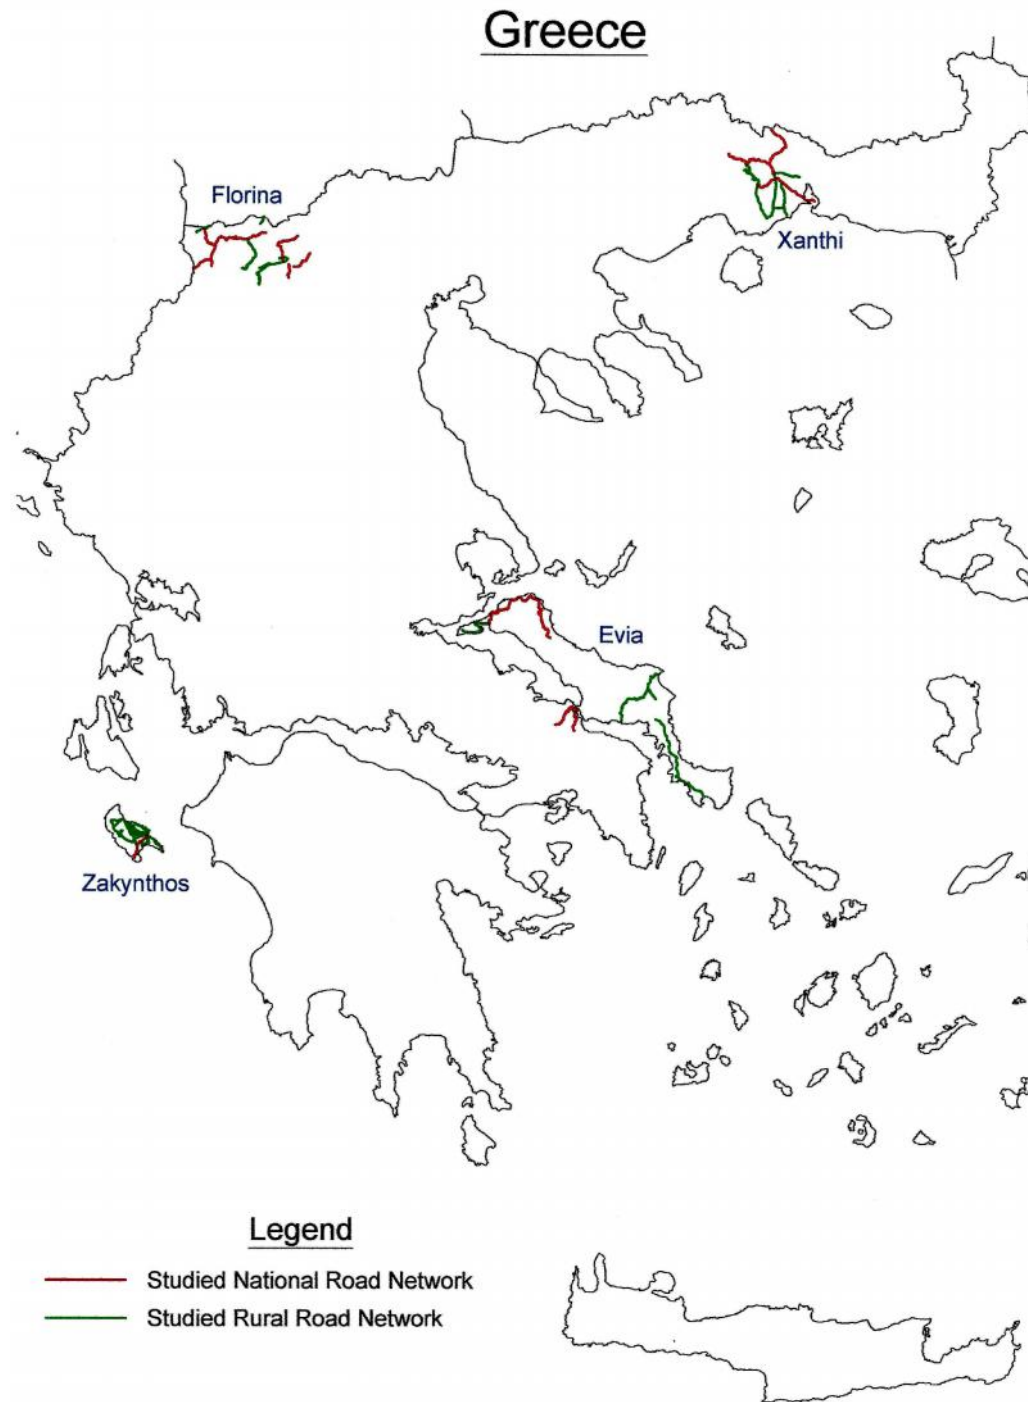 Greece
Florina
Xanthi
Evia
Zakynthos
Legend
Studied National Road Network
Studied Rural Road Network